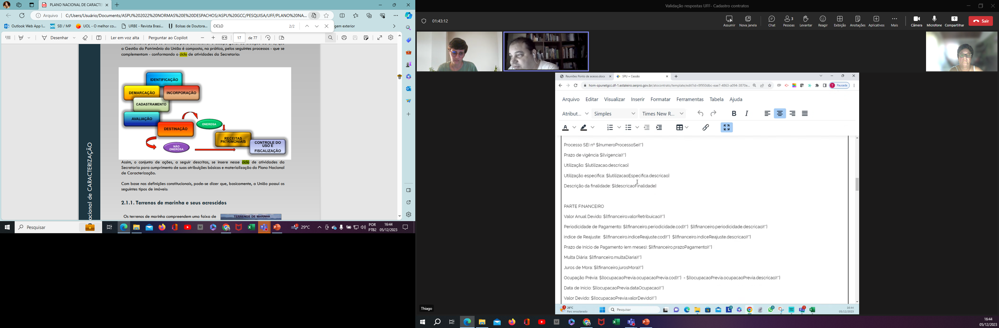 PLANO NACIONAL DE CARACTE
Arquivo
C:/Users/Usuário/Documents/ASPU%202022%20NORMAS%20E%20DESPACHOS/ASPU%20GCC/PESQUISA/UFF/PLANO%20NA...
Outlook Web App I...
SEI / MP
UOL - O melhor co...
URBE - Revista Brasi...
Bolsas de Doutora...
CICLO
2/2
gem exterior
Desenhar
Ler em voz alta
Perguntar ao Copilot
17
de 77
a Gestão do Patrimônio da União é composta, na prática, pelos seguintes processos - que se
complementam - conformando o ciclo de atividades da Secretaria:
IDENTIFICAÇÃO
DEMARCAÇÃO
INCORPORAÇÃO
CADASTRAMENTO
AVALIAÇÃO
DESTINAÇÃO
ONEROSA
NÃO
ONEROSA
RECEITAS
PATRIMONIAIS
CONTROLE DO
USO E
FISCALIZAÇÃO
acional de CARACTERIZAÇÃO
Assim, o conjunto de ações, a seguir descritas, se insere nesse ciclo de atividades da
Secretaria para cumprimento de suas atribuições básicas e materialização do Plano Nacional
de Caracterização.
Com base nas definições constitucionais, pode-se dizer que, basicamente, a União possui os
seguintes tipos de imóveis:
2.1.1. Terrenos de marinha e seus acrescidos
Os terrenos de marinha compreendem uma faixa de
TERRENOS DE MARINHA
Pesquisar
29°C
POR
PTB2
16:44
05/12/2023
Validação respostas UFF- Cadastro contratos
01:43:12
Assumir
Nova janela
Chat
3
Pessoas
Levantar
Reagir
Exibição
Anotações
Aplicativos
Mais
Câmera
Microfone
Compartilhar
Sair
Reuniões Ponto de acesso.docx
SPU + Cessão
hom-spunetgcc.df-1.estaleiro.serpro.gov.br/atocontrato/template/edit?id=8f950dbc-eae7-4863-a094-3870e...
T
Pausada
Arquivo
Editar
Visualizar
Inserir
Formatar
Ferramentas
Tabela
Ajuda
Atribut...
Simples
Times New R...
B
I
A
Processo SEI nº ${numeroProcessoSei!''}
Prazo de vigência ${(vigencia)!''}
Utilização: ${utilizacao.descricao}
Utilização específica: ${utilizacaoEspecifica.descricao}
Descrição da finalidade: ${descricaoFinalidade}
PARTE FINANCEIRO
Valor Anual Devido: ${(financeiro.valorRetribuicao)!''}
Periodicidade de Pagamento: ${(financeiro.periodicidade.cod)!''} ${(financeiro.periodicidade.descricao)!''}
indice de Reajuste: ${(financeiro.indiceReajuste.cod)!''} ${(financeiro.indiceReajuste.descricao)!''}
Prazo de Início de Pagamento (em meses): ${(financeiro.prazoPagamento)!''}
Multa Diária: ${(financeiro.multaDiaria)!''}
Juros de Mora: ${(financeiro.jurosMora)!''}
Ocupação Prévia: ${(ocupacaoPrevia.ocupacaoPrevia.cod)!''} - ${(ocupacaoPrevia.ocupacaoPrevia.descricao)!''}
Data de Inicio: ${(ocupacaoPrevia.dataOcupacao)!''}
Valor Devido: ${(ocupacaoPrevia.valorDevido)!''}
Thiago
26°C
Parc ensolarado
Pesquisar
16:44
05/12/2023
16:44
05/12/2023